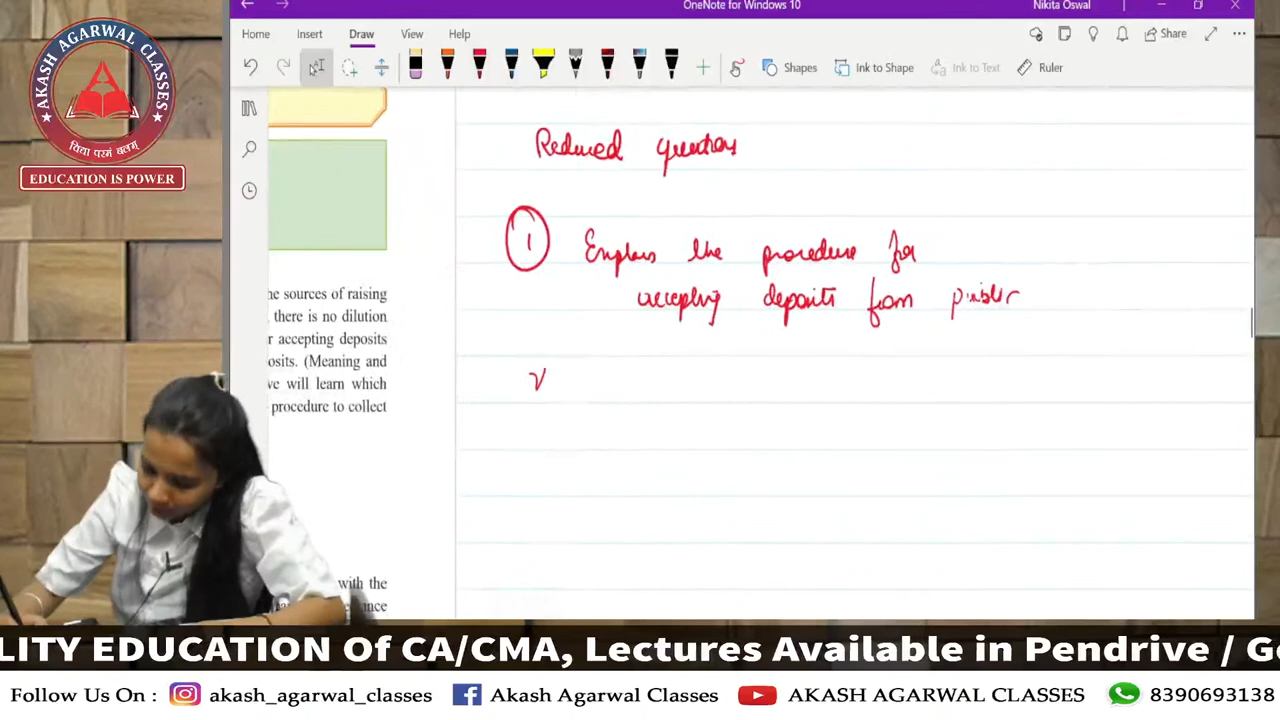 OneNote for Windows 10
Nikita Oswal
Home Insert Draw View Help
Share
Shapes
Ink to Shape
Ink to Text
Ruler
AKASH AGARWAL CLASSES
विद्या परमं बलम्
EDUCATION IS POWER
he sources of raising
there is no dilution
r accepting deposits
osits. (Meaning and
ve will learn which
procedure to collect
with the
Reduced questions
1 Explain the procedure for
accepting deposits from public
LITY EDUCATION Of CA/CMA, Lectures Available in Pendrive / Go
Follow Us On : akash_agarwal_classes Akash Agarwal Classes AKASH AGARWAL CLASSES 8390693138